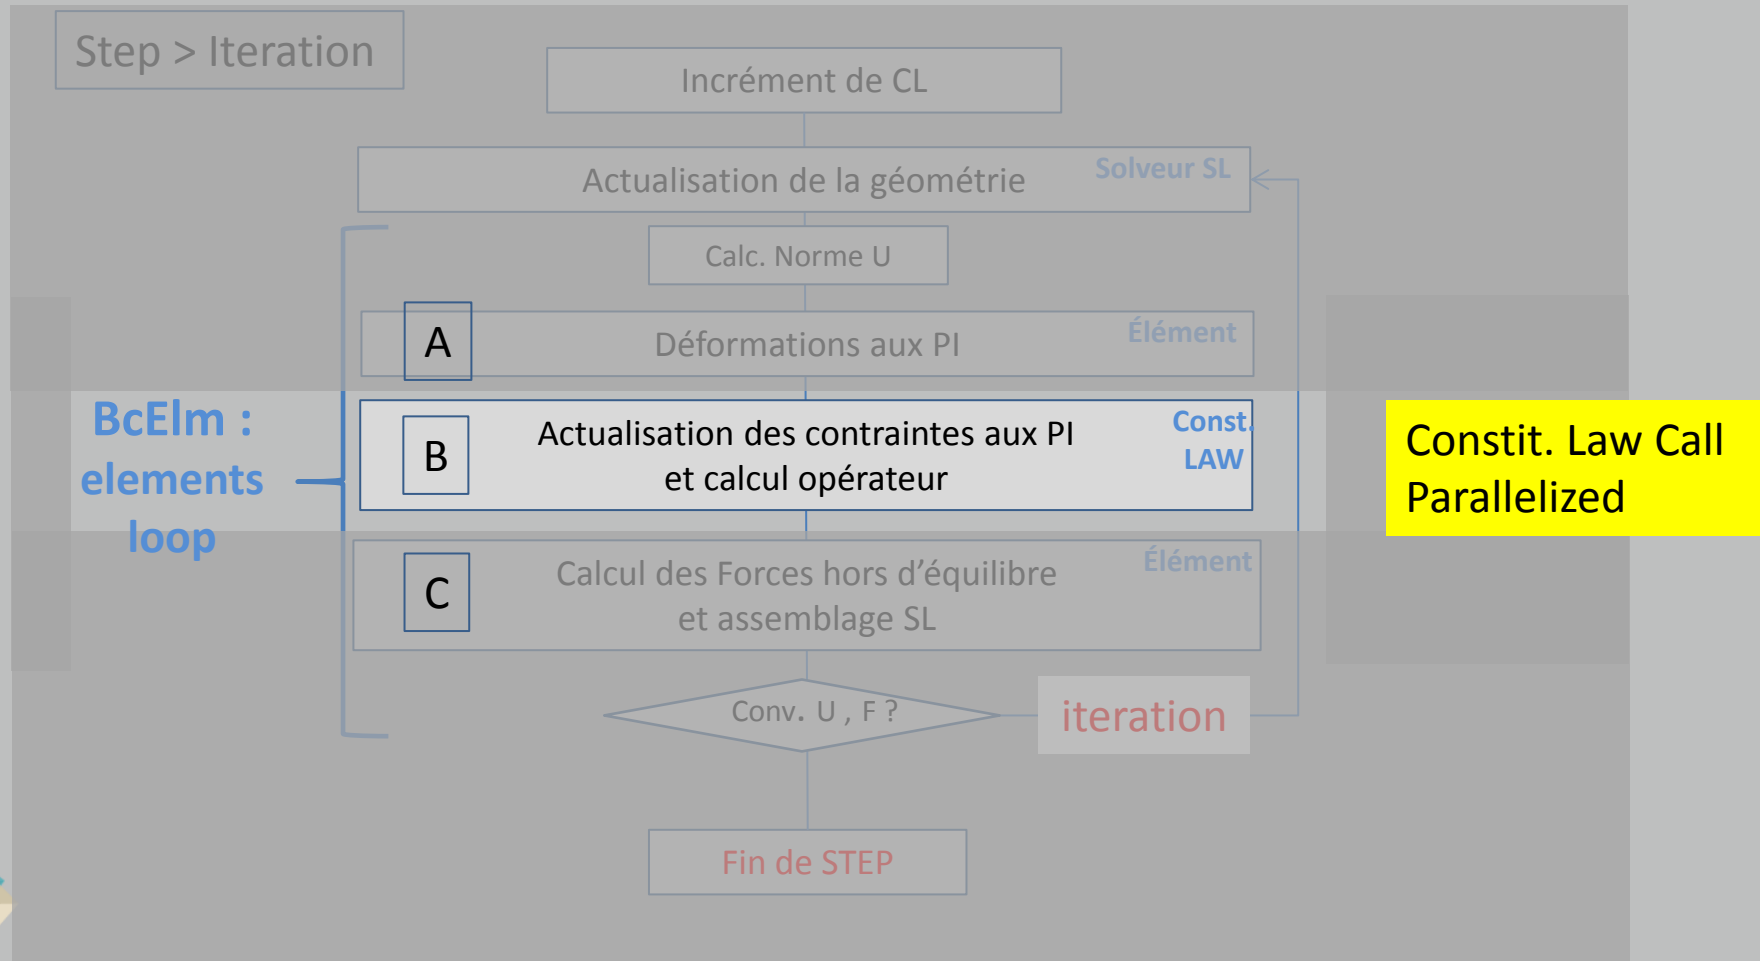 Step > Iteration
Incrément de CL
Actualisation de la géométrie
Solveur SL
Calc. Norme U
A
Déformations aux PI
Élément
BcElm :
elements
loop
B
Actualisation des contraintes aux PI
et calcul opérateur
Const.
LAW
Constit. Law Call
Parallelized
C
Calcul des Forces hors d’équilibre
et assemblage SL
Élément
Conv. U , F ?
iteration
Fin de STEP